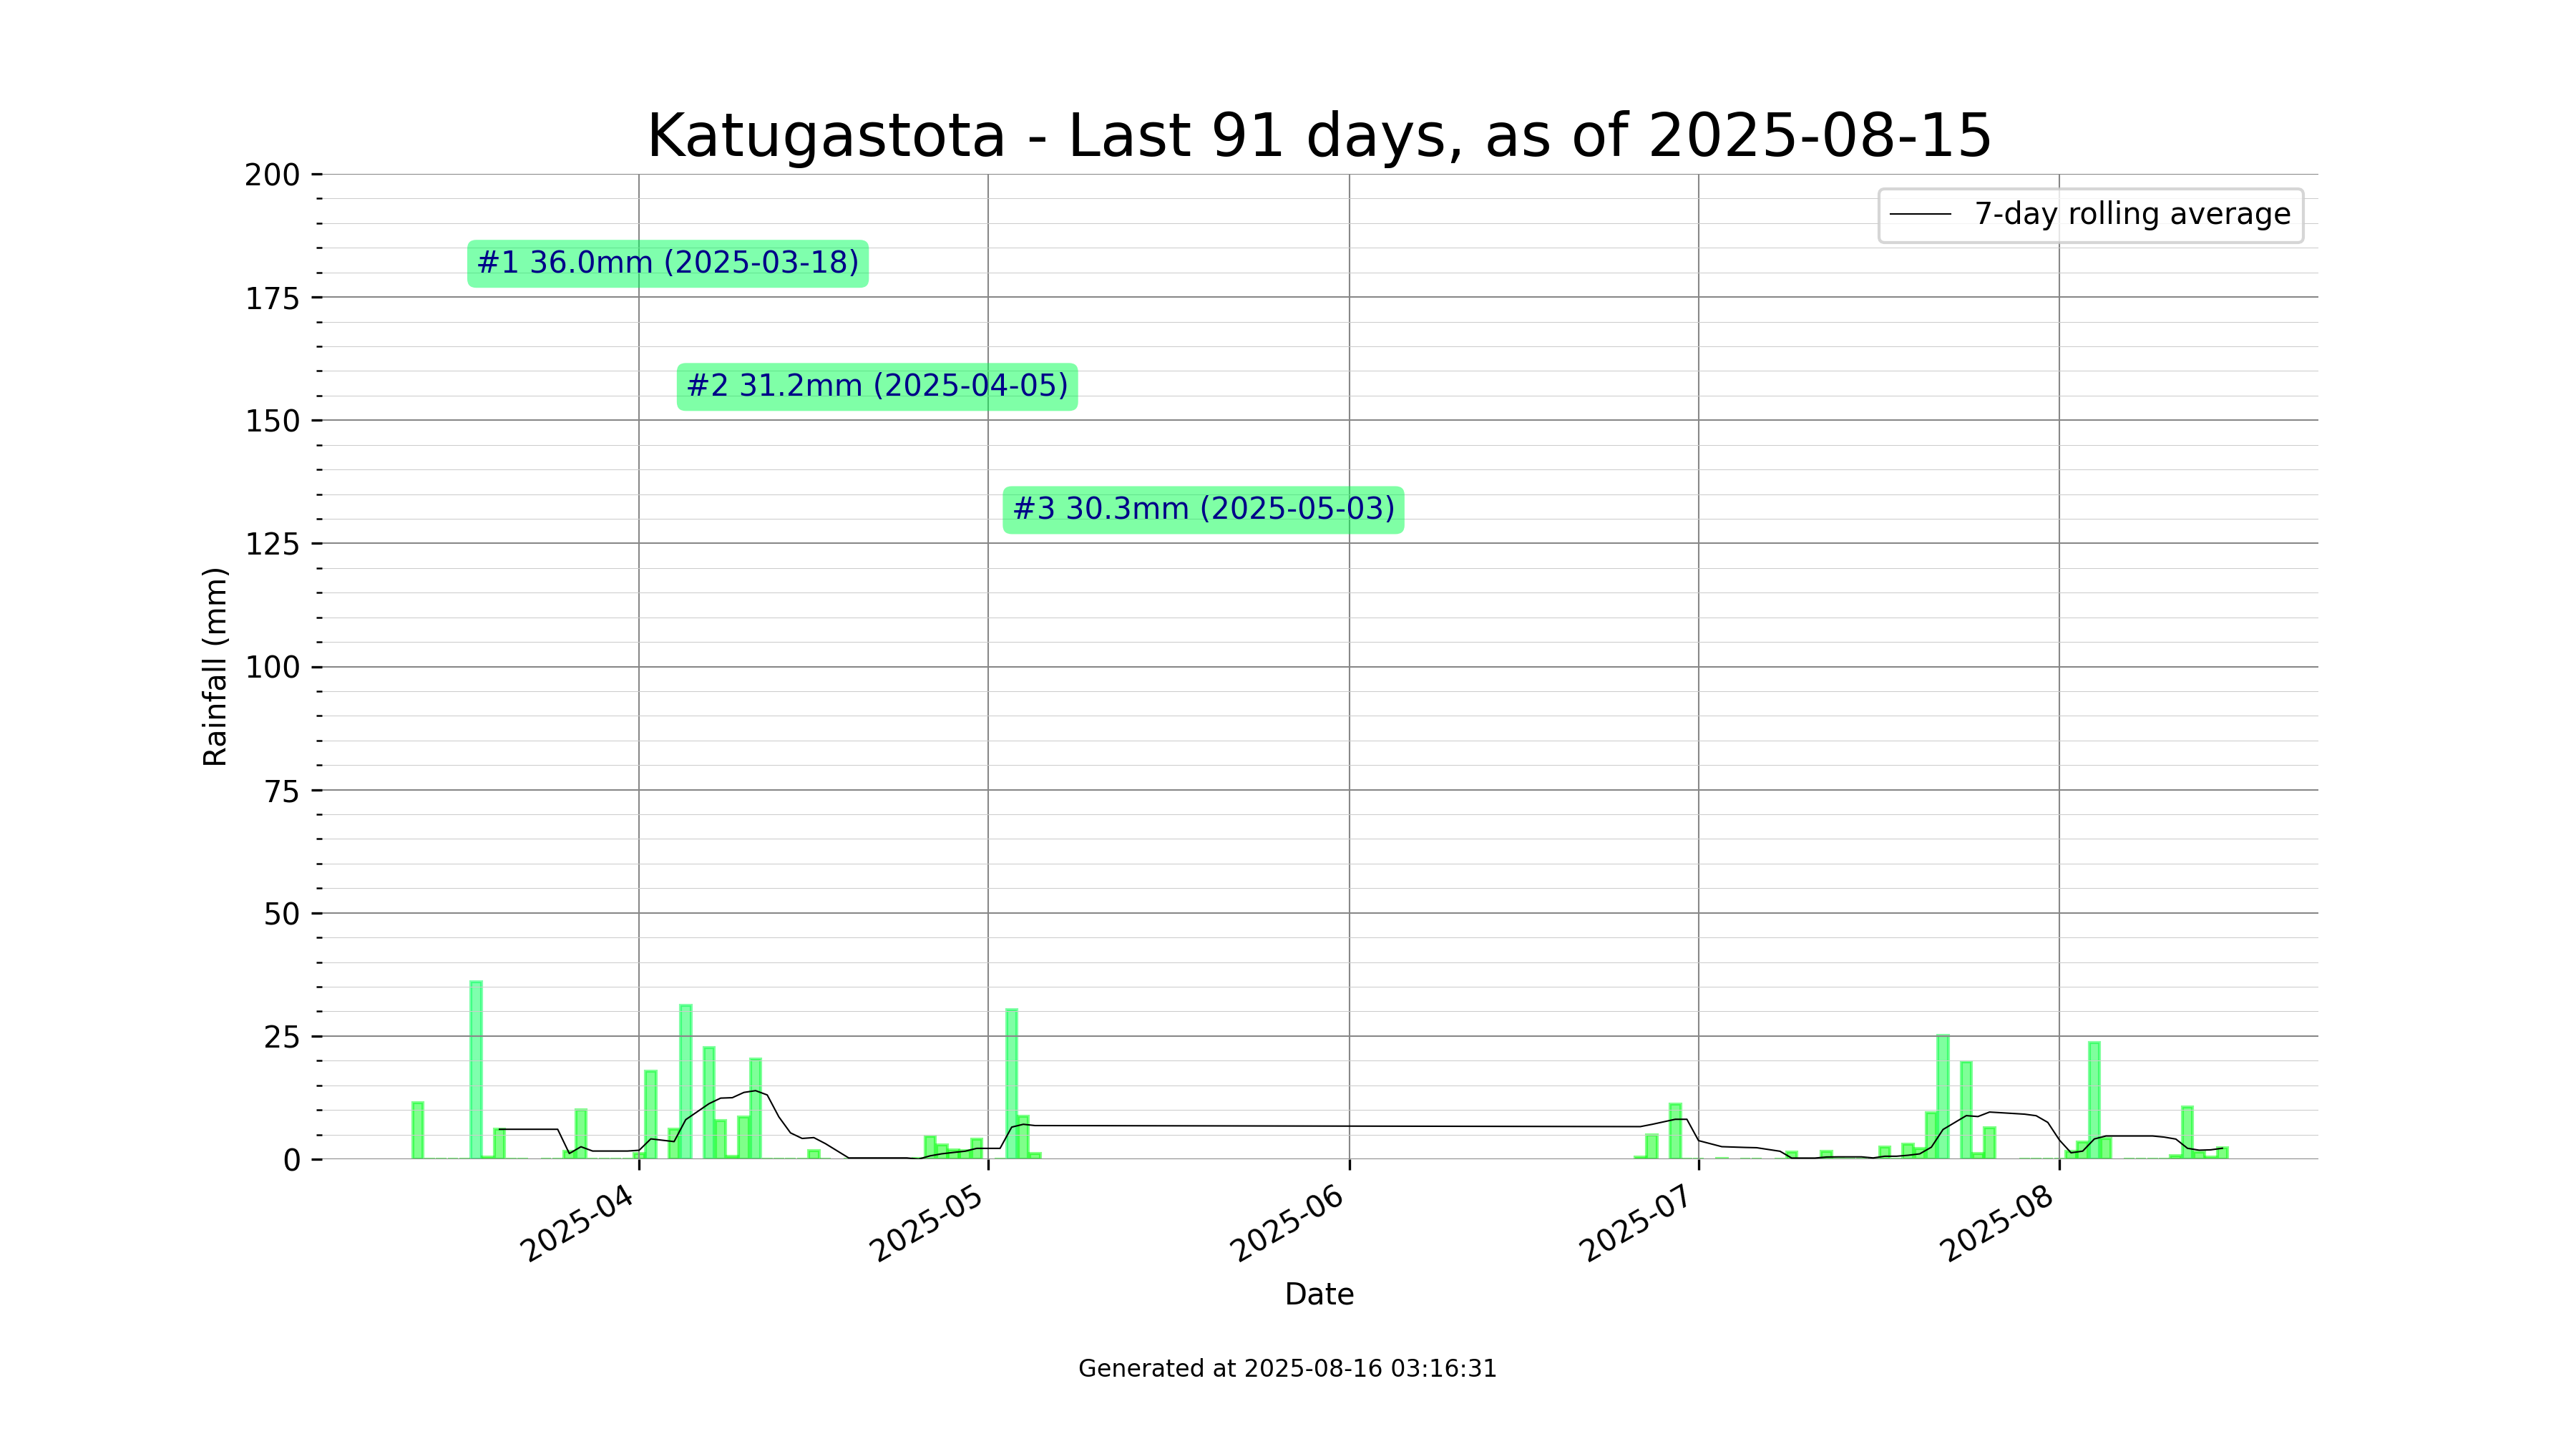 Katugastota - Last 91 days, as of 2025-08-15
200
175
150
125
100
75
50
25
0
Rainfall (mm)
7-day rolling average
#1 36.0mm (2025-03-18)
#2 31.2mm (2025-04-05)
#3 30.3mm (2025-05-03)
2025-04
2025-05
2025-06
2025-07
2025-08
Date
Generated at 2025-08-16 03:16:31